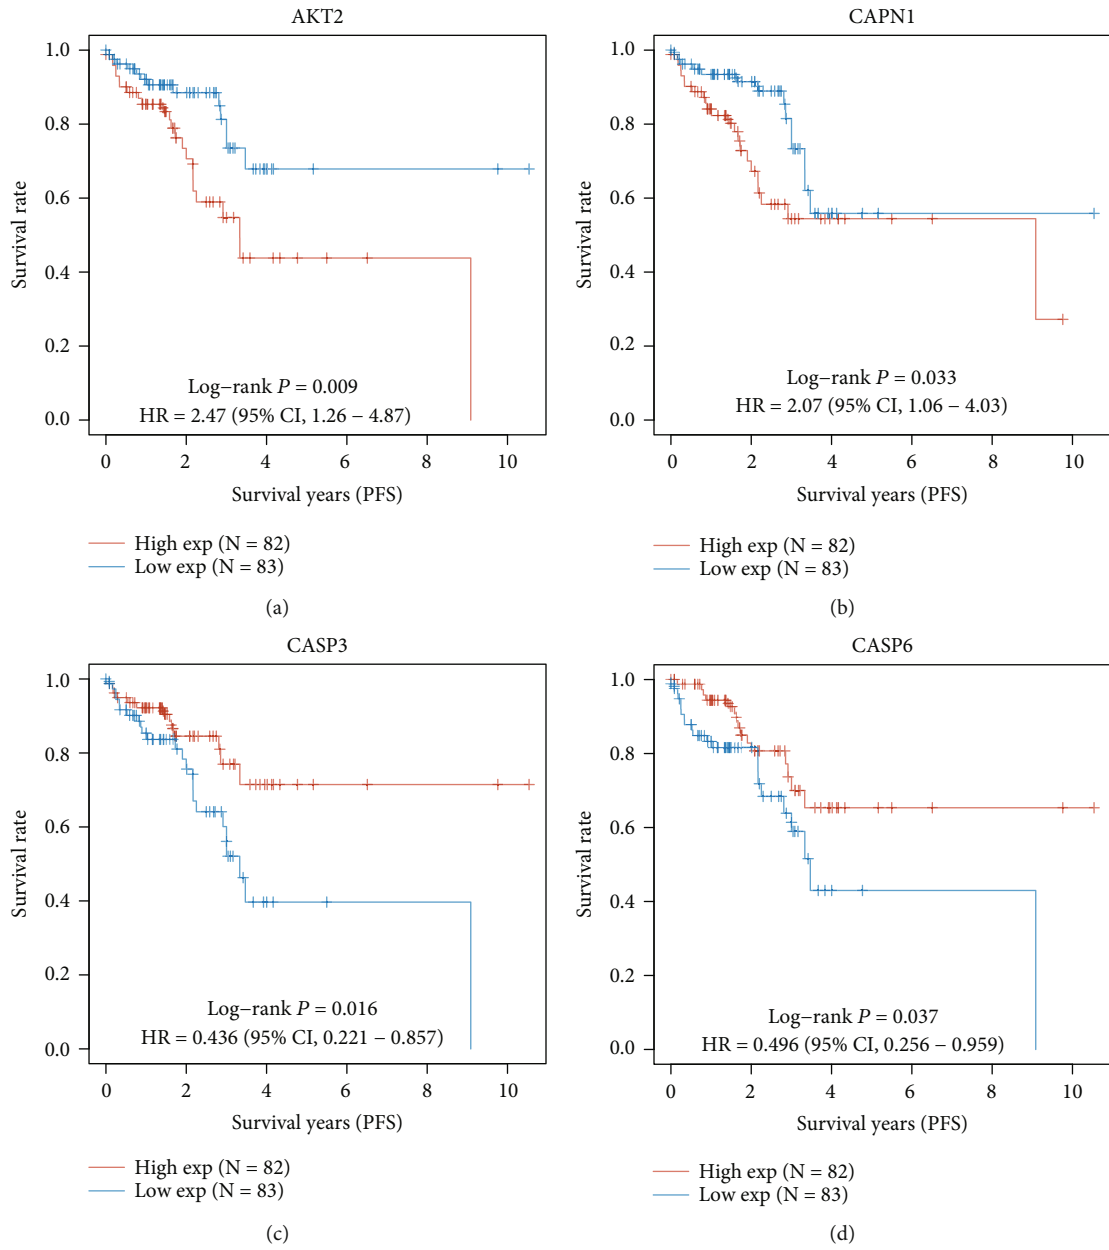 AKT2
1.0
0.8
0.6
0.4
0.2
0.0
Survival rate
Log−rank P = 0.009
HR = 2.47 (95% CI, 1.26 − 4.87)
0 2 4 6 8 10
Survival years (PFS)
High exp (N = 82)
Low exp (N = 83)
(a)
CAPN1
1.0
0.8
0.6
0.4
0.2
0.0
Survival rate
Log−rank P = 0.033
HR = 2.07 (95% CI, 1.06 − 4.03)
0 2 4 6 8 10
Survival years (PFS)
High exp (N = 82)
Low exp (N = 83)
(b)
CASP3
1.0
0.8
0.6
0.4
0.2
0.0
Survival rate
Log−rank P = 0.016
HR = 0.436 (95% CI, 0.221 − 0.857)
0 2 4 6 8 10
Survival years (PFS)
High exp (N = 82)
Low exp (N = 83)
(c)
CASP6
1.0
0.8
0.6
0.4
0.2
0.0
Survival rate
Log−rank P = 0.037
HR = 0.496 (95% CI, 0.256 − 0.959)
0 2 4 6 8 10
Survival years (PFS)
High exp (N = 82)
Low exp (N = 83)
(d)